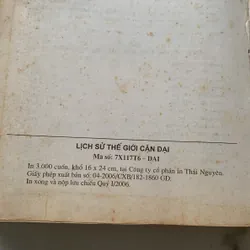 LỊCH SỬ THẾ GIỚI CẬN ĐẠI
Mã số: 7X117T6 - DAI
In 3.000 cuốn, khổ 16 x 24 cm, tại Công ty cổ phần in Thái Nguyên.
Giấy phép xuất bản số: 04-2006/CXB/182-1860 GD.
In xong và nộp lưu chiểu Quý I/2006.